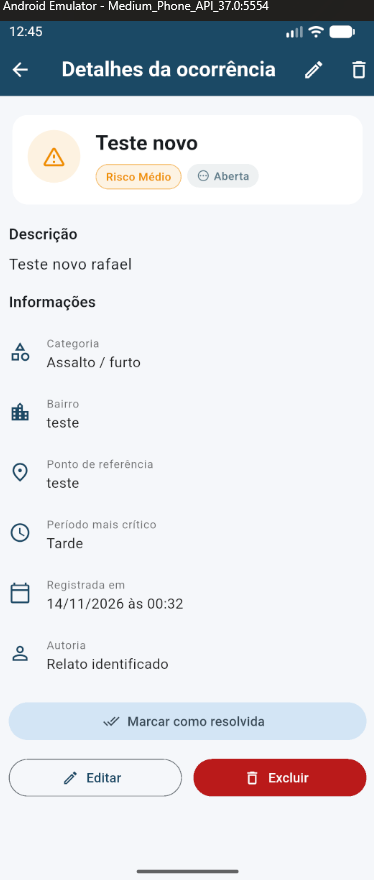 Android Emulator - Medium_Phone_API_37.0:5554
12:45
Detalhes da ocorrência
Teste novo
Risco Médio
Aberta
Descrição
Teste novo rafael
Informações
Categoria
Assalto / furto
Bairro
teste
Ponto de referência
teste
Período mais crítico
Tarde
Registrada em
14/11/2026 às 00:32
Autoria
Relato identificado
Marcar como resolvida
Editar
Excluir